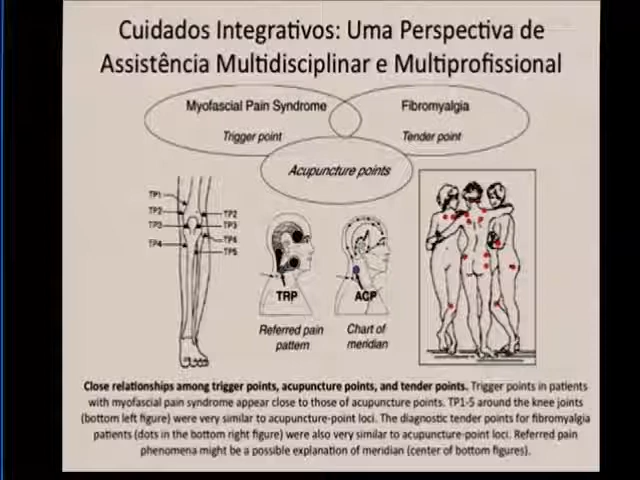 Cuidados Integrativos: Uma Perspectiva de
Assistência Multidisciplinar e Multiprofissional
Myofascial Pain Syndrome
Trigger point
Fibromyalgia
Tender point
Acupuncture points
TP1
TP2
TP3
TP4
TP2
TP3
TP4
TP5
TRP
Referred pain
pattern
ACP
Chart of
meridian
Close relationships among trigger points, acupuncture points, and tender points. Trigger points in patients
with myofascial pain syndrome appear close to those of acupuncture points. TP1-5 around the knee joints
(bottom left figure) were very similar to acupuncture-point loci. The diagnostic tender points for fibromyalgia
patients (dots in the bottom right figure) were also very similar to acupuncture-point loci. Referred pain
phenomena might be a possible explanation of meridian (center of bottom figures).